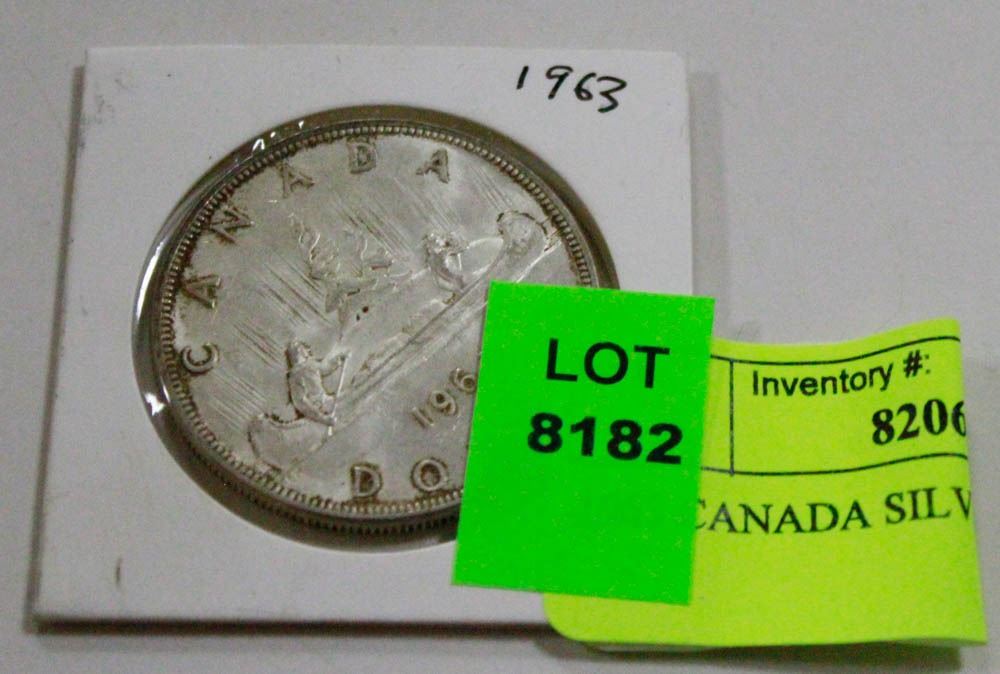 1963
CANADA
196
DO
LOT
8182
Inventory #:
8206
CANADA SILV